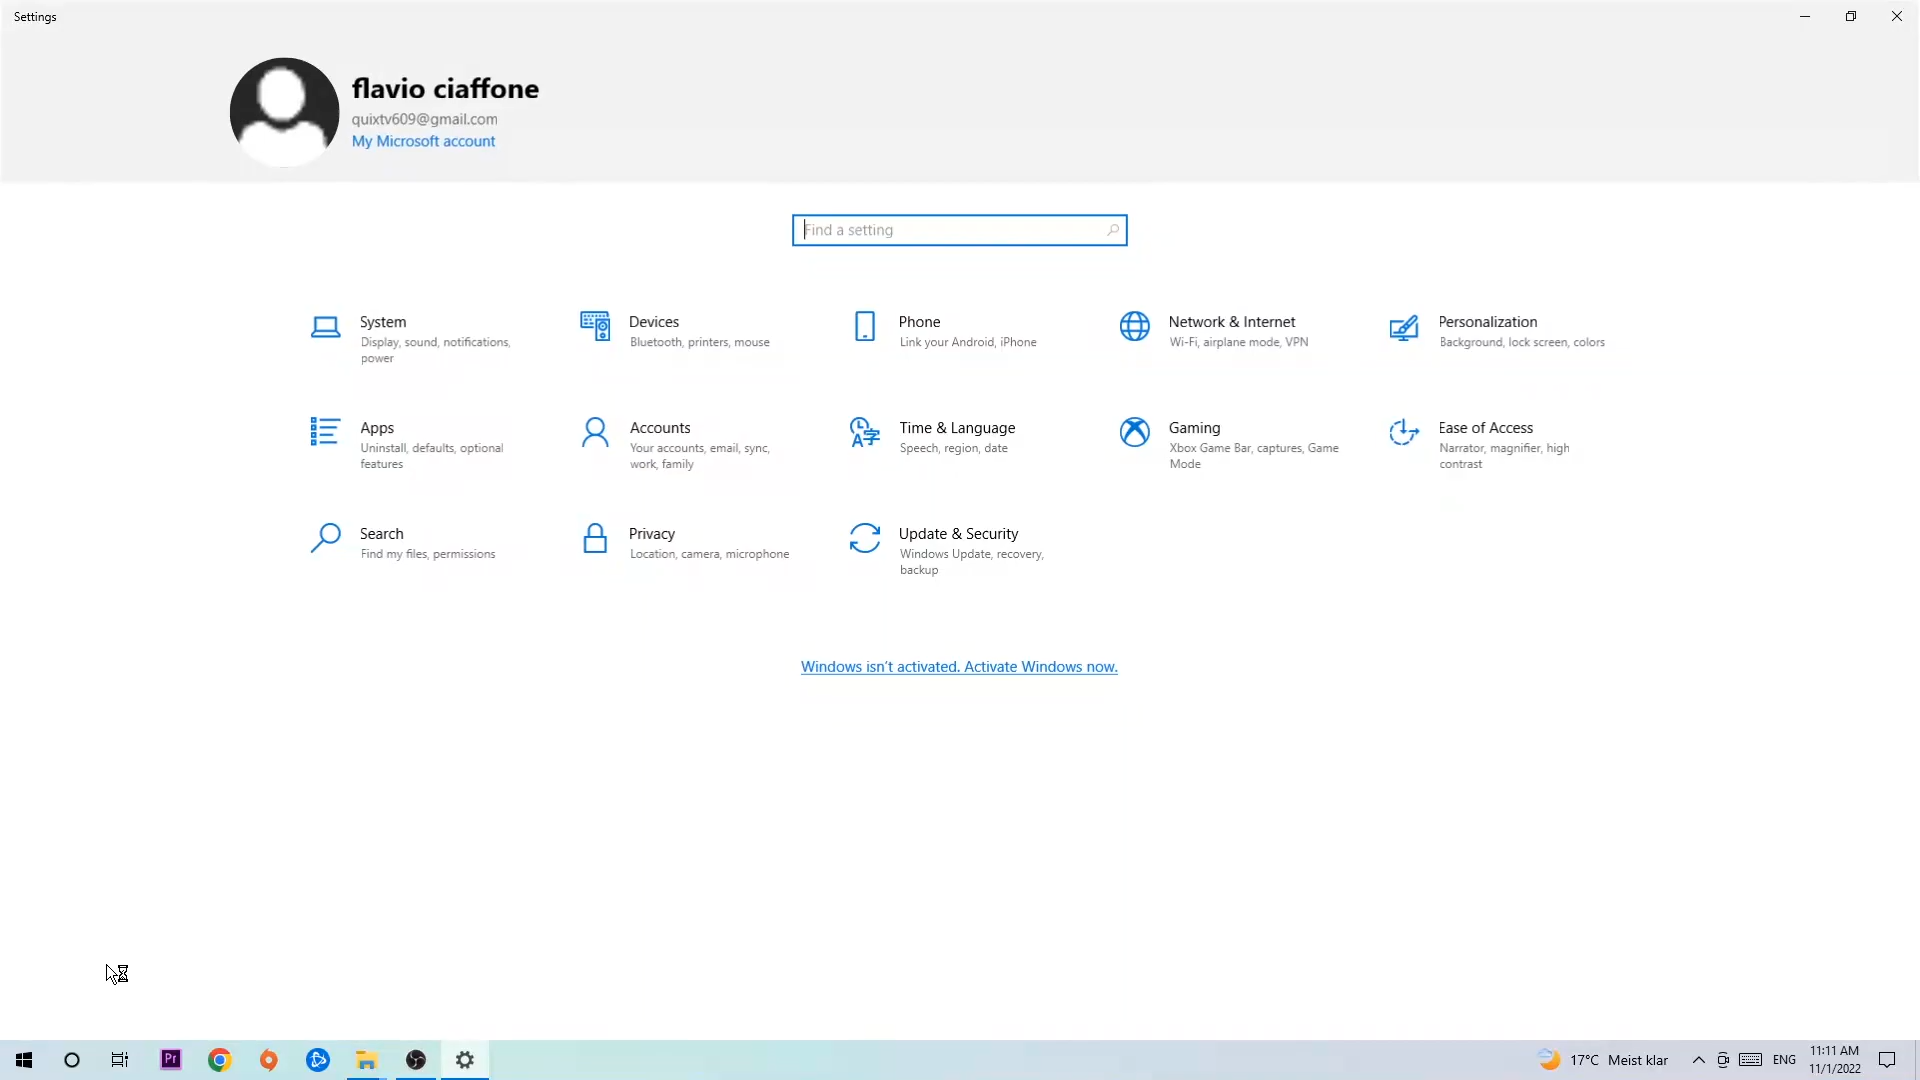 Settings
flavio ciaffone
quixtv609@gmail.com
My Microsoft account
Find a setting
System
Display, sound, notifications,
power
Devices
Bluetooth, printers, mouse
Phone
Link your Android, iPhone
Network & Internet
Wi-Fi, airplane mode, VPN
Personalization
Background, lock screen, colors
Apps
Uninstall, defaults, optional
features
Accounts
Your accounts, email, sync,
work, family
Time & Language
Speech, region, date
Gaming
Xbox Game Bar, captures, Game
Mode
Ease of Access
Narrator, magnifier, high
contrast
Search
Find my files, permissions
Privacy
Location, camera, microphone
Update & Security
Windows Update, recovery,
backup
Windows isn't activated. Activate Windows now.
Pr
17°C Meist klar
ENG
11:11 AM
11/1/2022